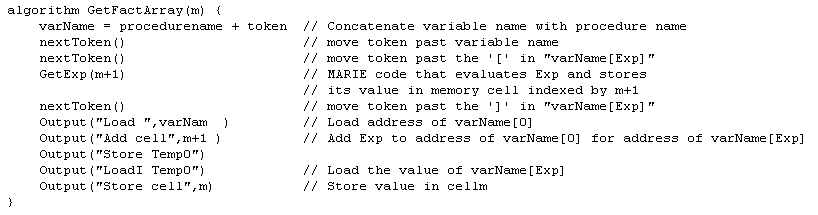 algorithm GetFactArray(m) {
    varName = procedurename + token  // Concatenate variable name with procedure name
    nextToken()                      // move token past variable name
    nextToken()                      // move token past the '[' in "varName[Exp]"
    GetExp(m+1)                      // MARIE code that evaluates Exp and stores
                                     // its value in memory cell indexed by m+1
    nextToken()                      // move token past the ']' in "varName[Exp]"
    Output("Load ",varNam  )         // Load address of varName[0]
    Output("Add cell",m+1 )          // Add Exp to address of varName[0] for address of varName[Exp]
    Output("Store Temp0")
    Output("LoadI Temp0")            // Load the value of varName[Exp]
    Output("Store cell",m)           // Store value in cellm
}